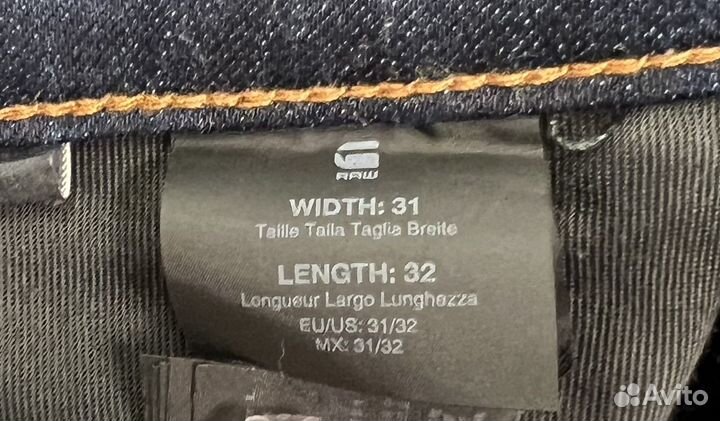 RAW
WIDTH: 31
Taille Talla Taglia Breite
LENGTH: 32
Longueur Largo Lunghezza
EU/US: 31/32
MX: 31/32
Avito